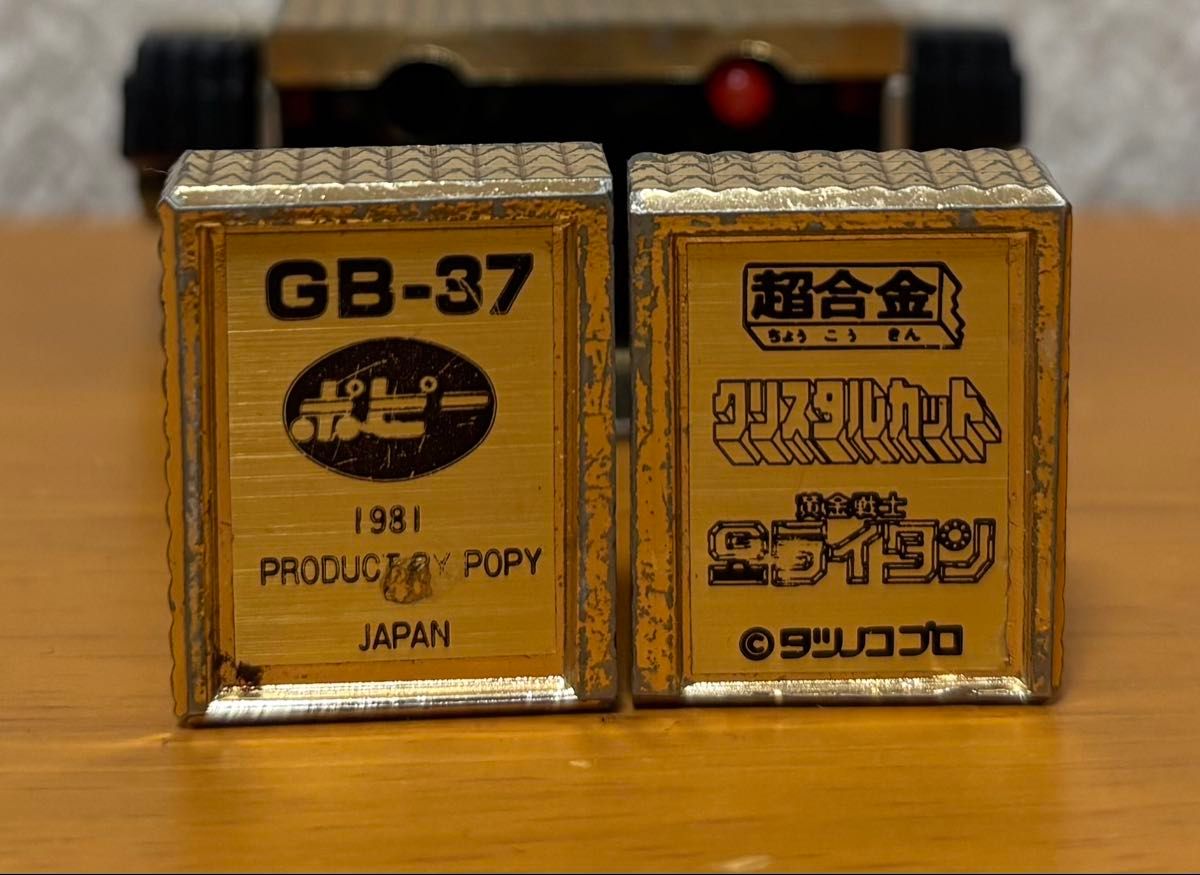 GB-37
ポピー
1981
PRODUCT BY POPY
JAPAN
超合金
ちょう ごう きん
クリスタルカット
黄金戦士
ゴールドライタン
©タツノコプロ